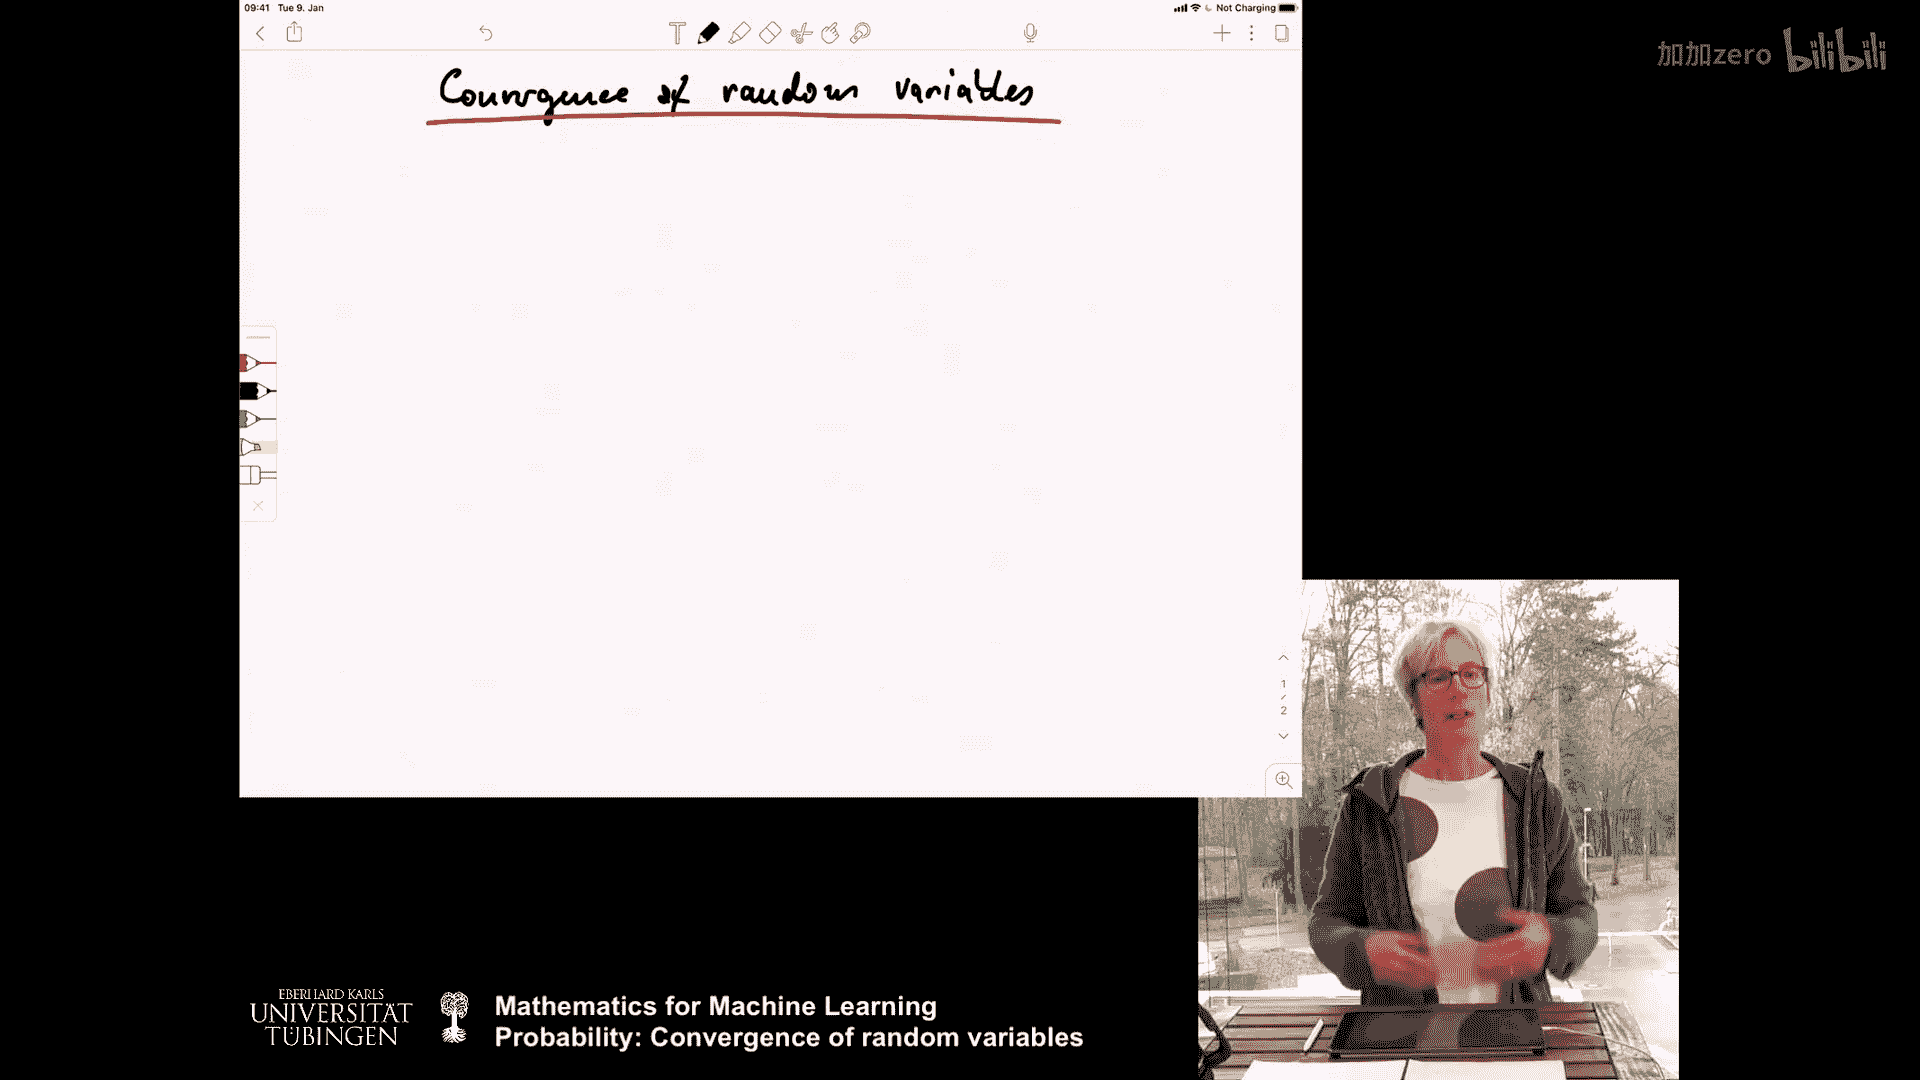 09:41 Tue 9. Jan
Not Charging
加加zero bilibili
Convergence of random variables
1
/
2
EBERHARD KARLS
UNIVERSITÄT
TÜBINGEN
Mathematics for Machine Learning
Probability: Convergence of random variables